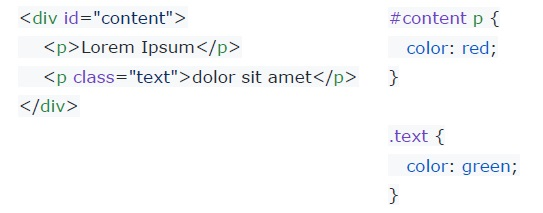 <div id="content">
    <p>Lorem Ipsum</p>
    <p class="text">dolor sit amet</p>
</div>
#content p {
  color: red;
}
.text {
  color: green;
}